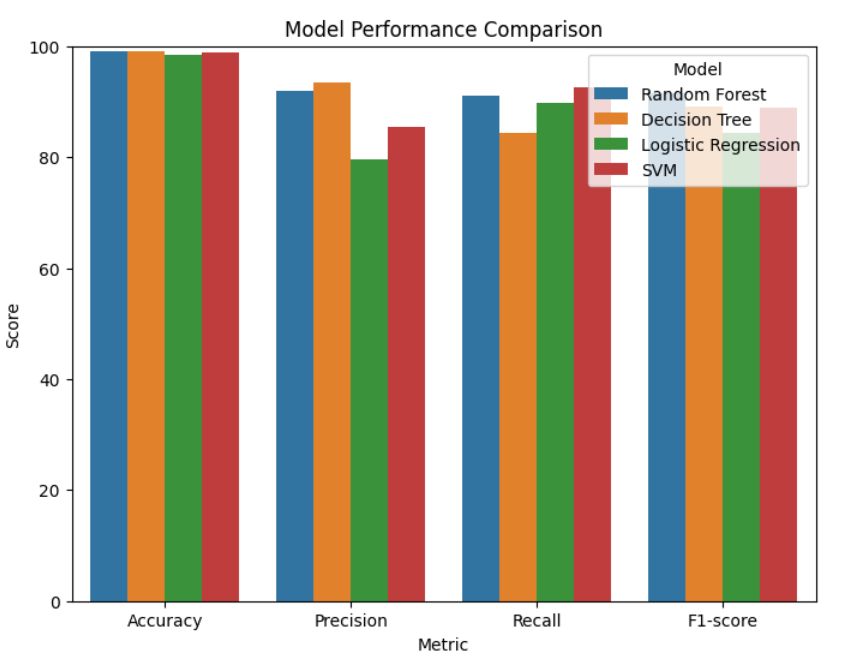 Model Performance Comparison
Model
Random Forest
Decision Tree
Logistic Regression
SVM
Score
100
80
60
40
20
0
Accuracy Precision Recall F1-score
Metric